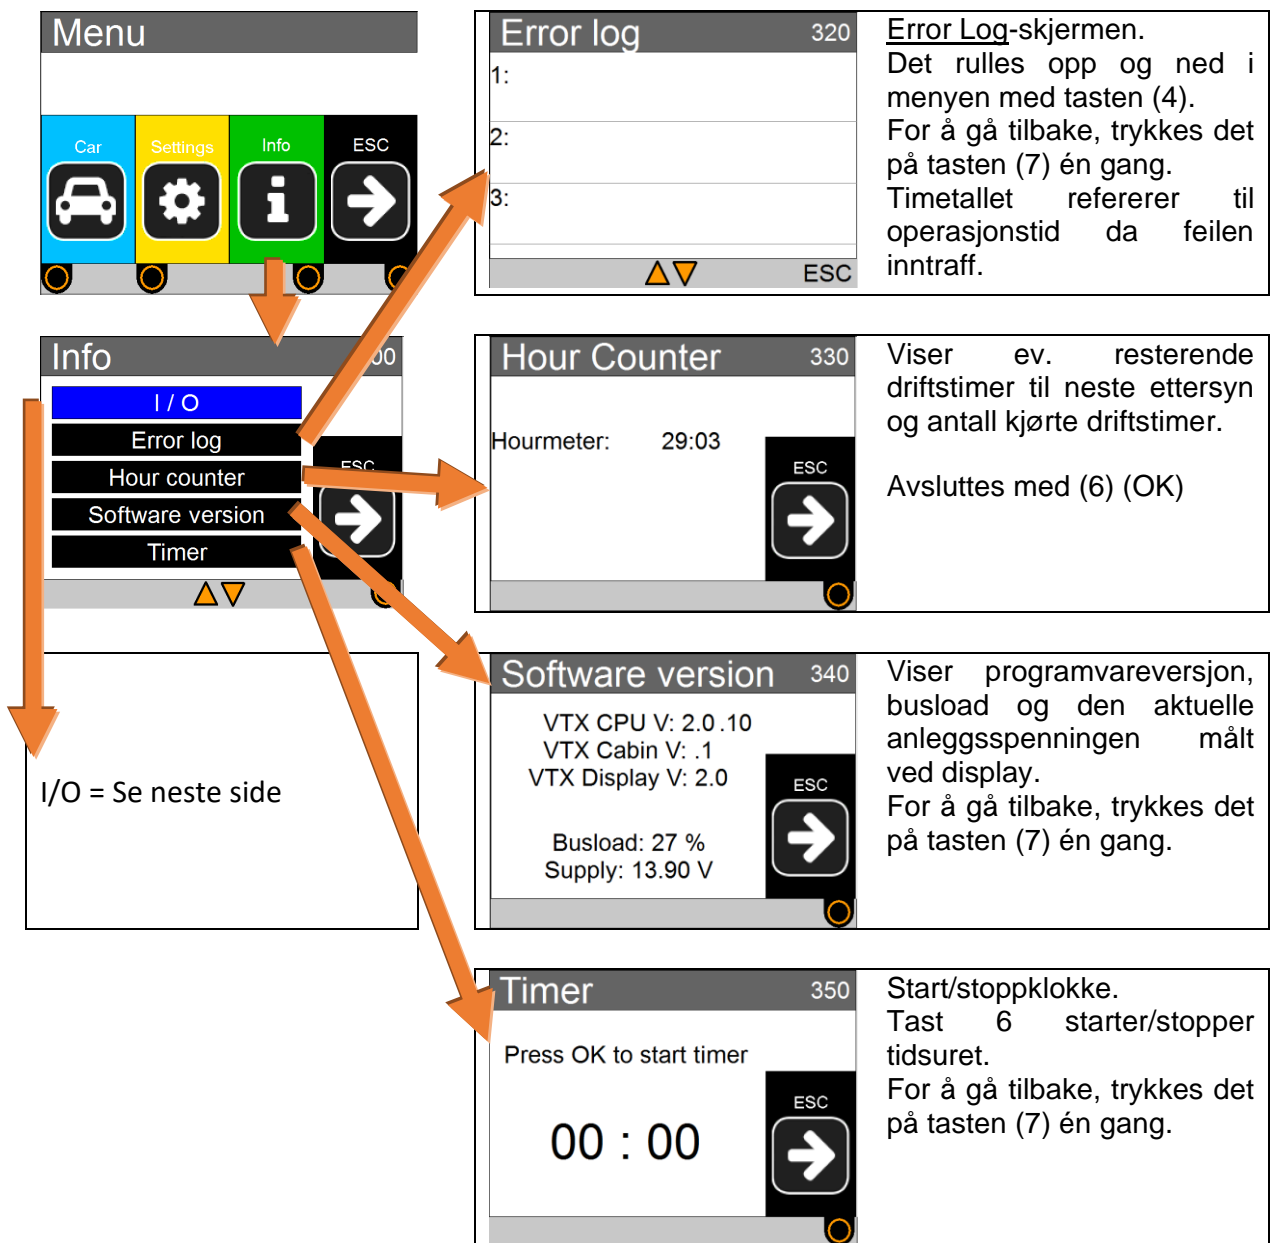 Menu
Car
Settings
Info
ESC
Error log 320
1:
2:
3:
ESC
Error Log-skjermen.
Det rulles opp og ned i
menyen med tasten (4).
For å gå tilbake, trykkes det
på tasten (7) én gang.
Timetallet refererer til
operasjonstid da feilen
inntraff.
Info 00
I / O
Error log
Hour counter
Software version
Timer
ESC
Hour Counter 330
Hourmeter: 29:03
ESC
Viser ev. resterende
driftstimer til neste ettersyn
og antall kjørte driftstimer.
Avsluttes med (6) (OK)
I/O = Se neste side
Software version 340
VTX CPU V: 2.0.10
VTX Cabin V: .1
VTX Display V: 2.0
Busload: 27 %
Supply: 13.90 V
ESC
Viser programvareversjon,
busload og den aktuelle
anleggsspenningen målt
ved display.
For å gå tilbake, trykkes det
på tasten (7) én gang.
Timer 350
Press OK to start timer
00 : 00
ESC
Start/stoppklokke.
Tast 6 starter/stopper
tidsuret.
For å gå tilbake, trykkes det
på tasten (7) én gang.